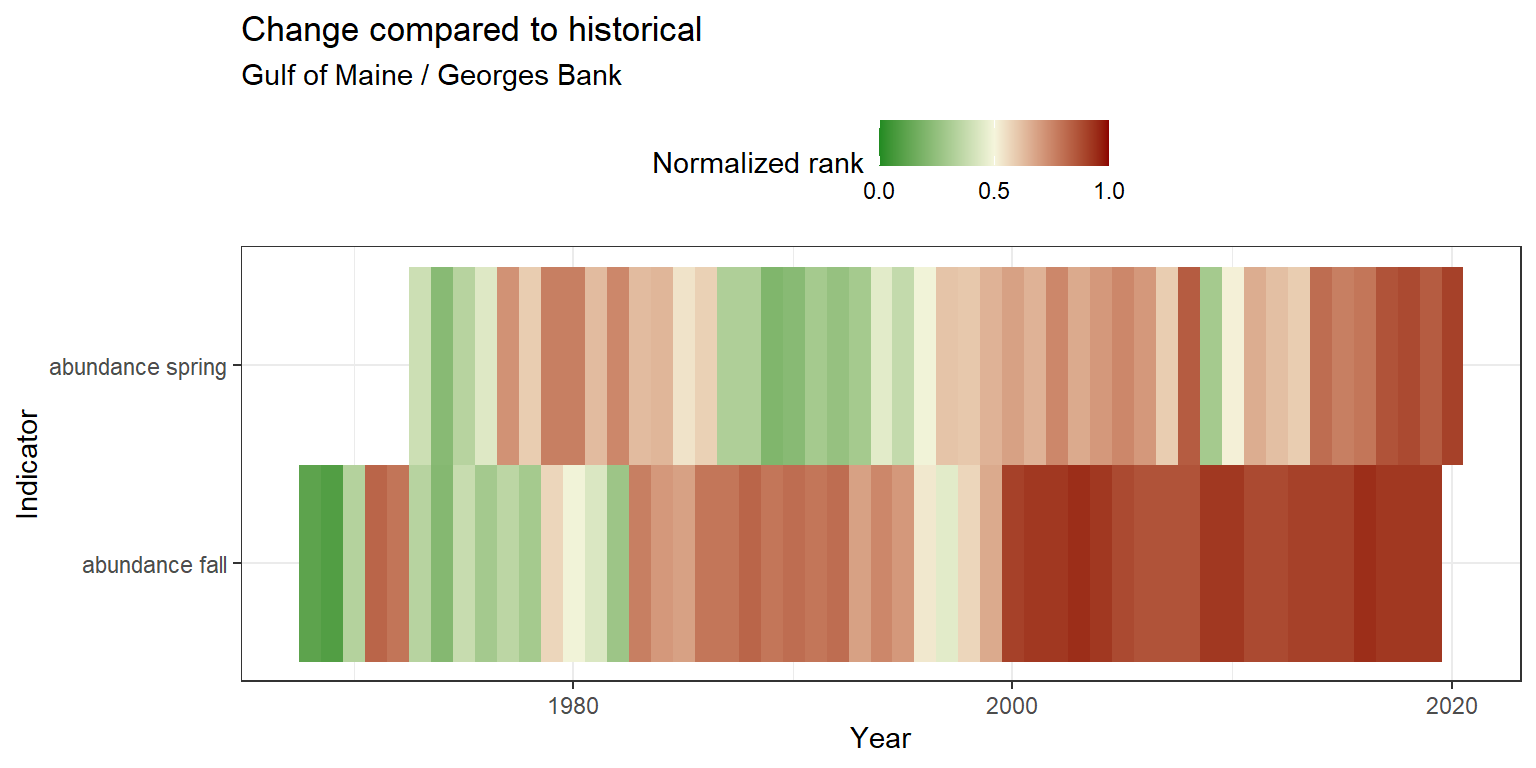 Change compared to historical
Gulf of Maine / Georges Bank
Normalized rank
0.0 0.5 1.0
Indicator
abundance spring
abundance fall
1980 2000 2020
Year